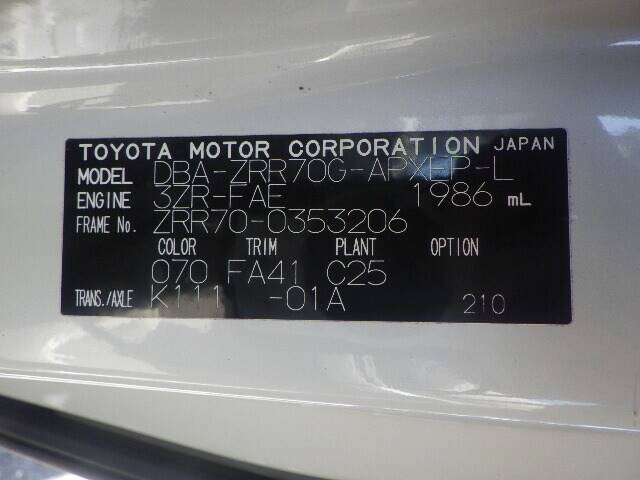 TOYOTA MOTOR CORPORATION JAPAN
MODEL DBA-ZRR70G-APXEP-L
ENGINE 3ZR-FAE 1986 mL
FRAME No. ZRR70-0353206
COLOR TRIM PLANT OPTION
070 FA41 C25
TRANS./AXLE K111 -01A 210